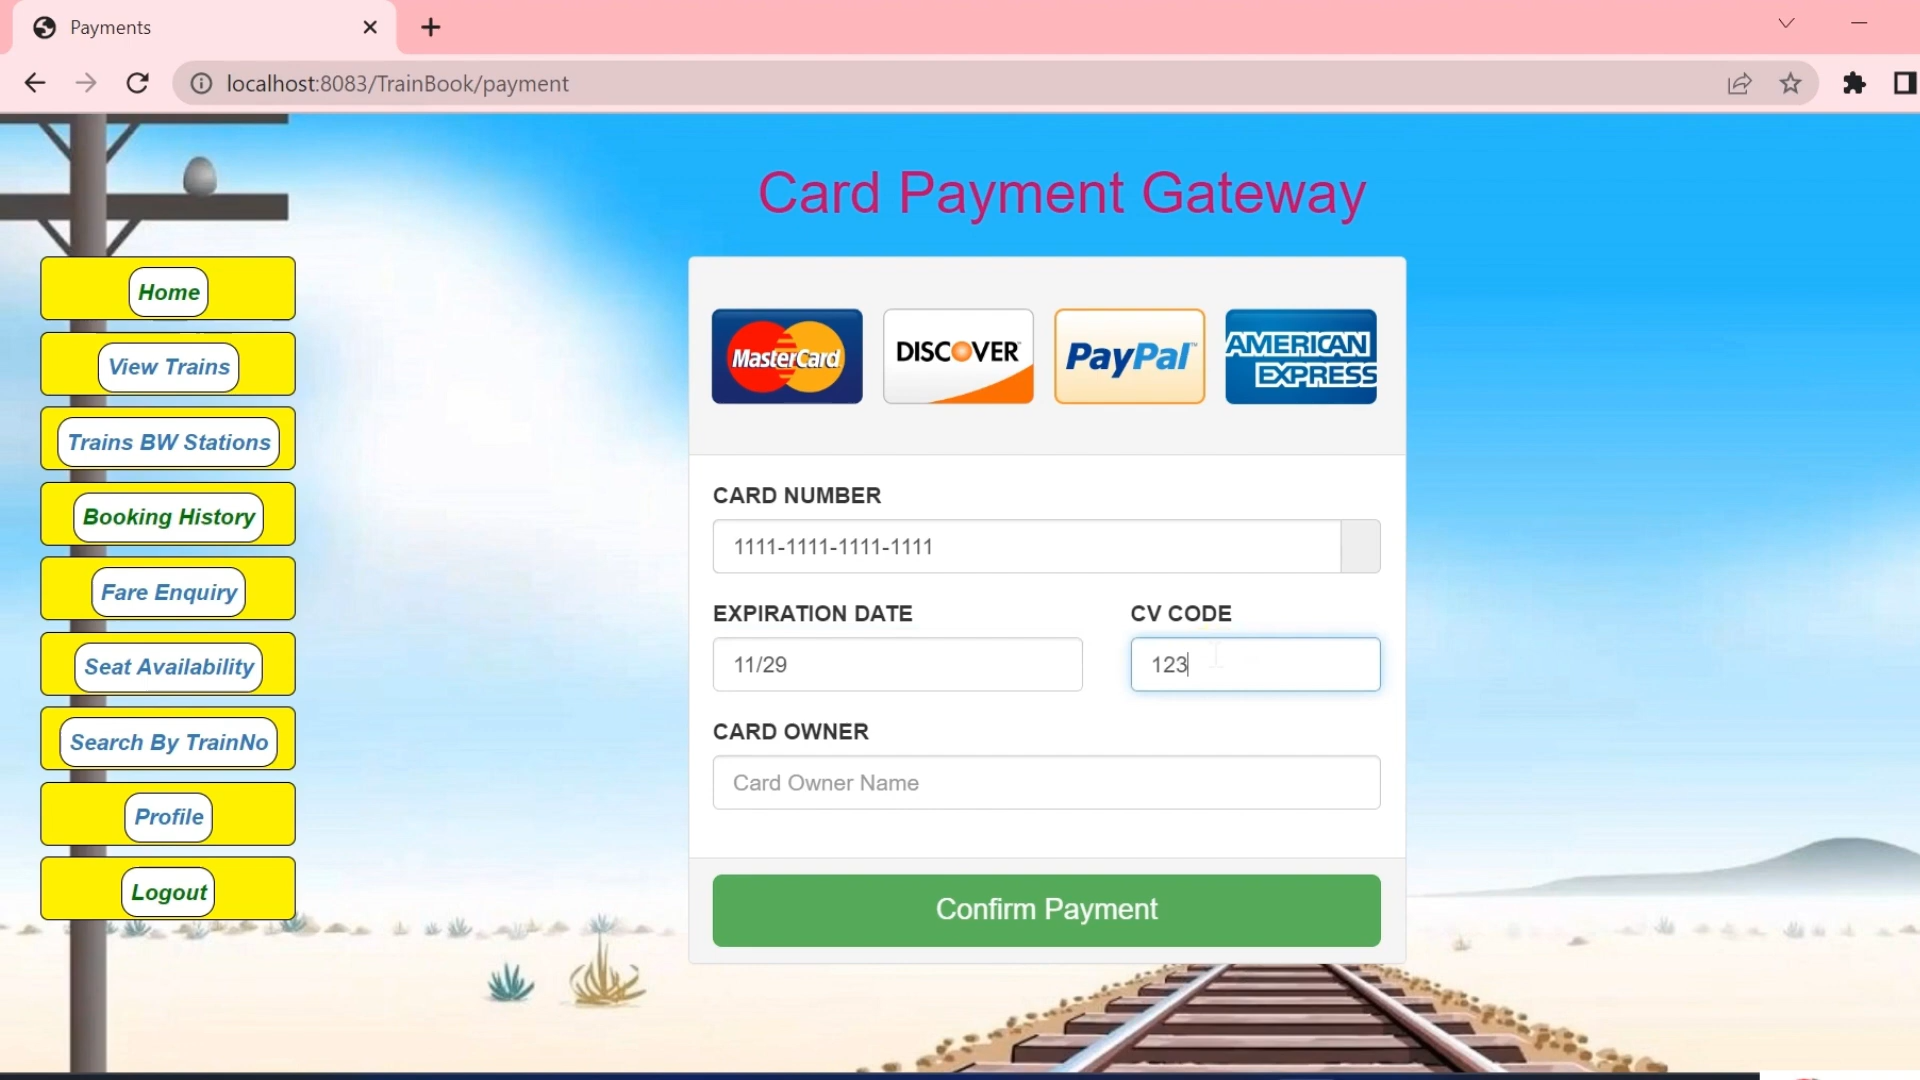 Payments
localhost:8083/TrainBook/payment
Card Payment Gateway
Home
View Trains
Trains BW Stations
Booking History
Fare Enquiry
Seat Availability
Search By TrainNo
Profile
Logout
MasterCard
DISCOVER
PayPal™
AMERICAN
EXPRESS
CARD NUMBER
1111-1111-1111-1111
EXPIRATION DATE
CV CODE
11/29
123
CARD OWNER
Card Owner Name
Confirm Payment